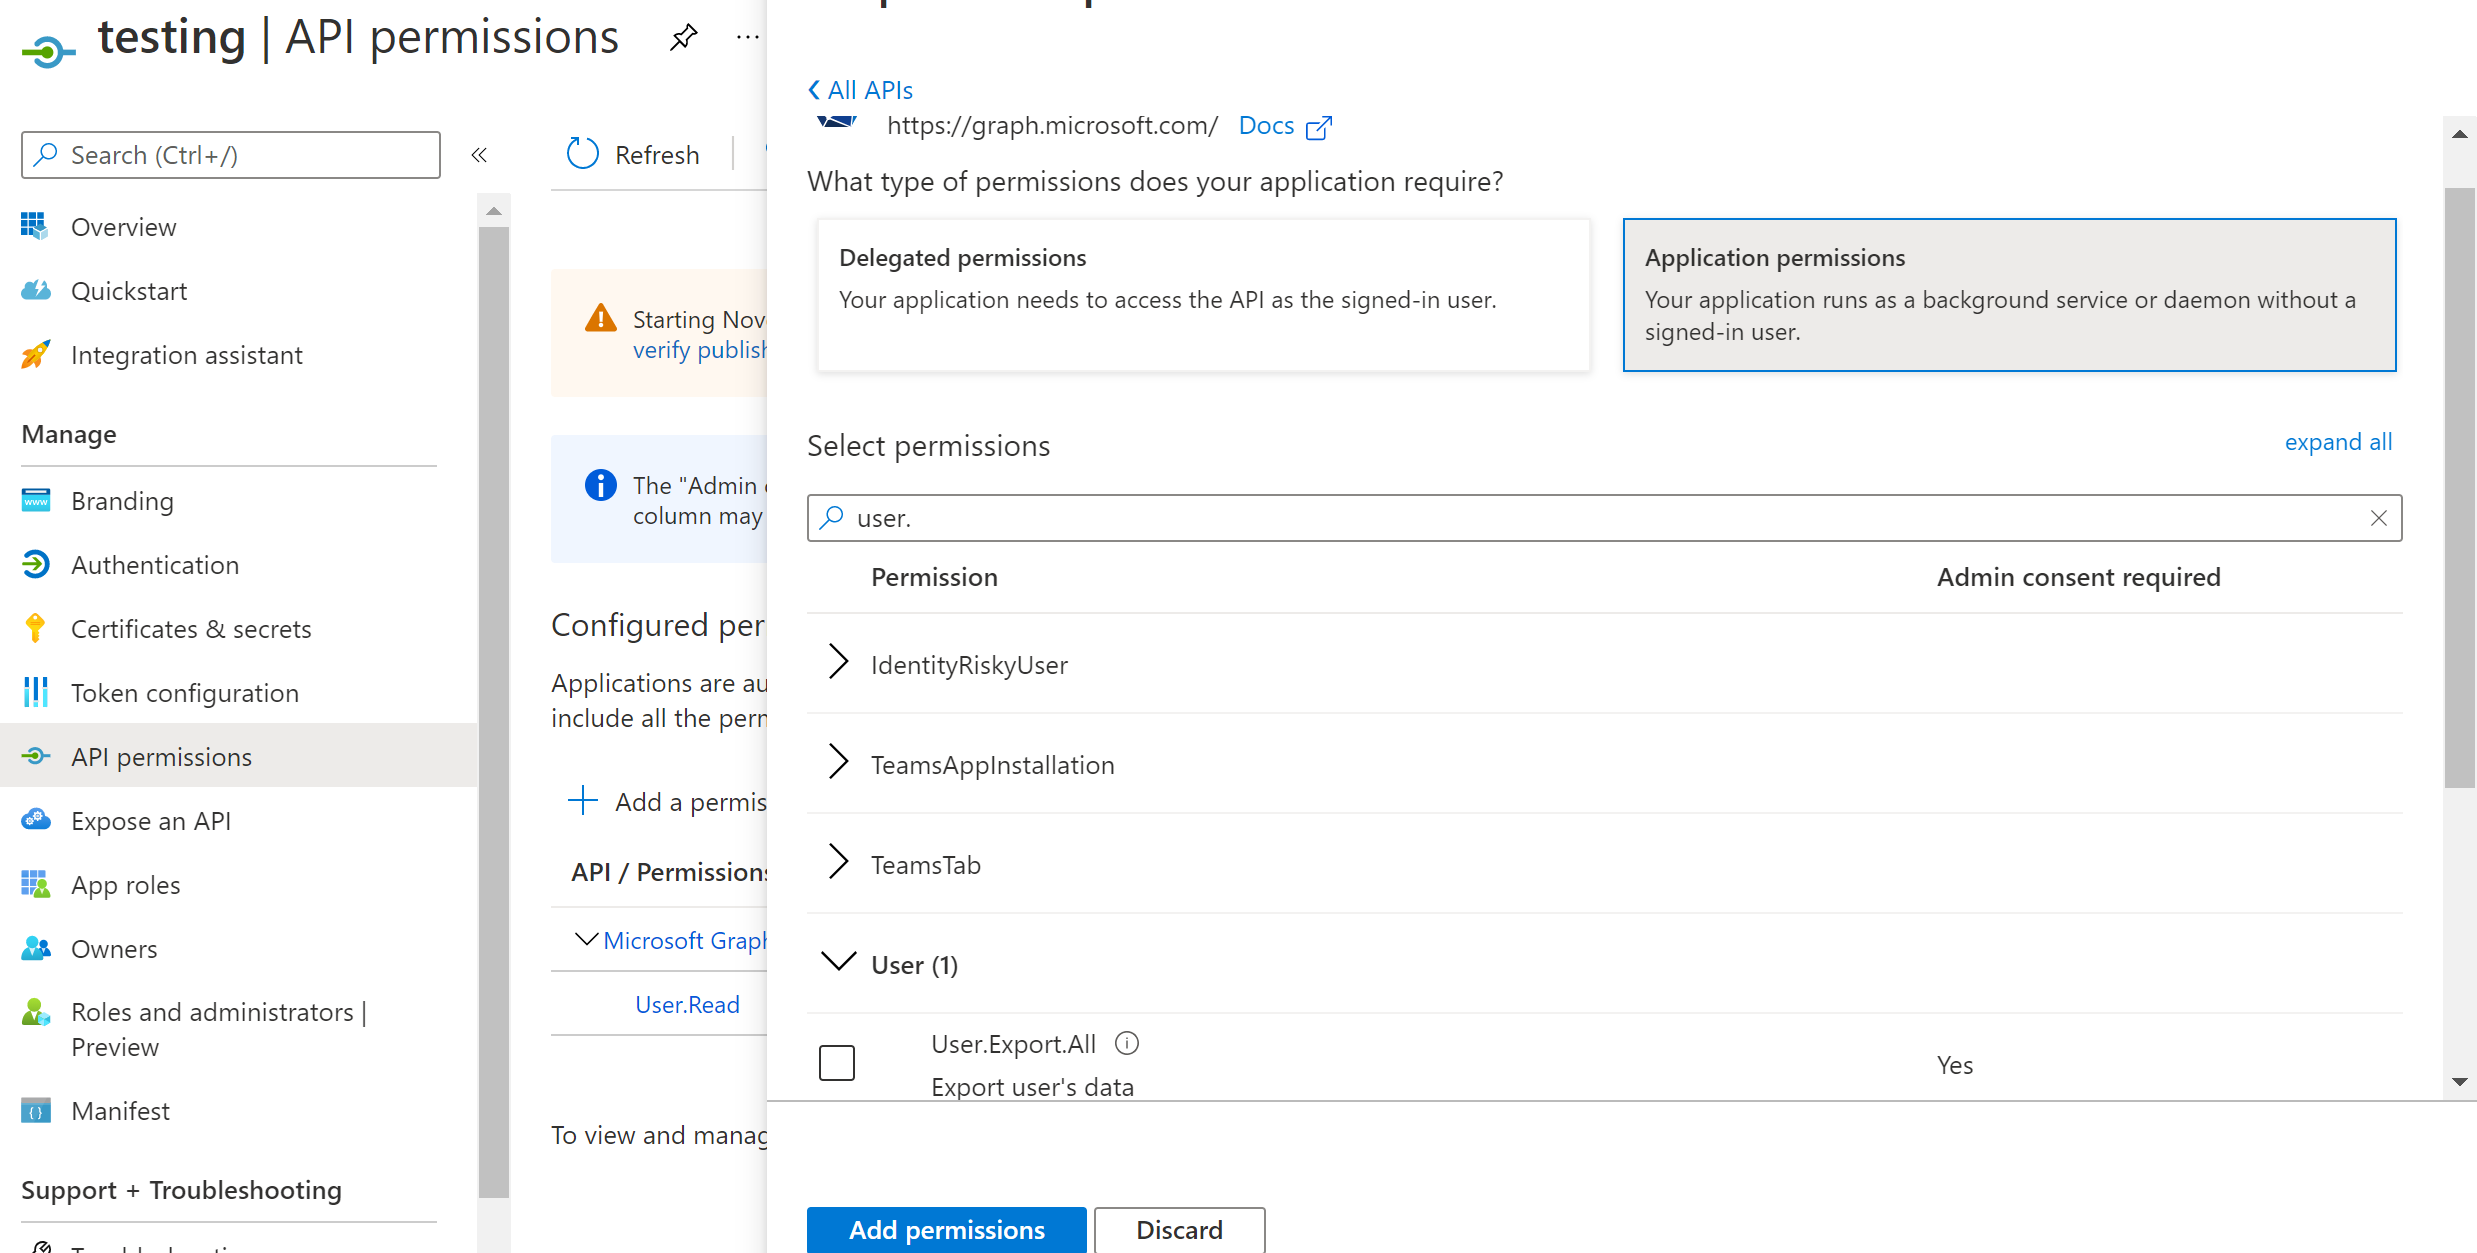 testing | API permissions
Search (Ctrl+/)
Overview
Quickstart
Integration assistant
Manage
Branding
Authentication
Certificates & secrets
Token configuration
API permissions
Expose an API
App roles
Owners
Roles and administrators |
Preview
Manifest
Support + Troubleshooting
Refresh
Starting Nov
verify publish
The "Admin
column may
Configured per
Applications are au
include all the perm
Add a permis
API / Permissions
Microsoft Graph
User.Read
To view and manag
All APIs
https://graph.microsoft.com/ Docs
What type of permissions does your application require?
Delegated permissions
Your application needs to access the API as the signed-in user.
Application permissions
Your application runs as a background service or daemon without a
signed-in user.
Select permissions
expand all
user.
Permission
Admin consent required
IdentityRiskyUser
TeamsAppInstallation
TeamsTab
User (1)
User.Export.All
Export user's data
Yes
Add permissions
Discard